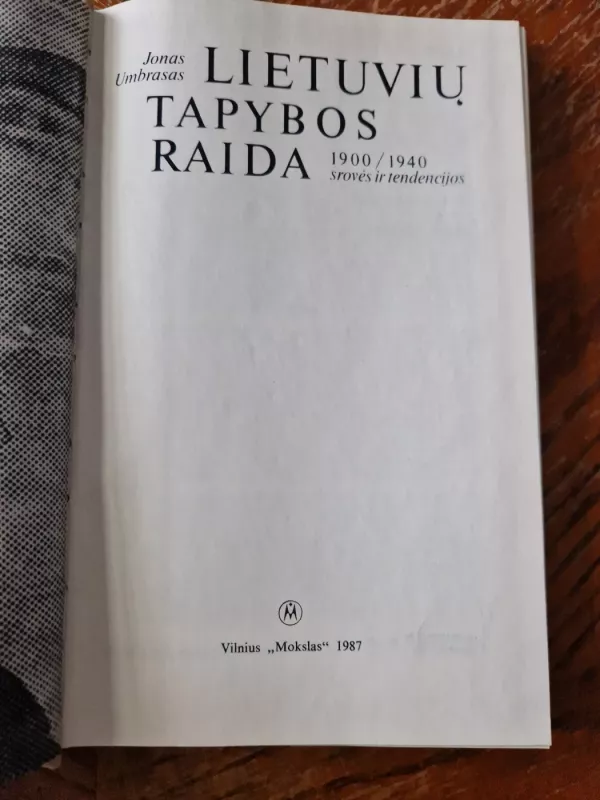 Jonas
Umbrasas
LIETUVIŲ
TAPYBOS
RAIDA
1900/1940
srovės ir tendencijos
M
Vilnius „Mokslas“ 1987